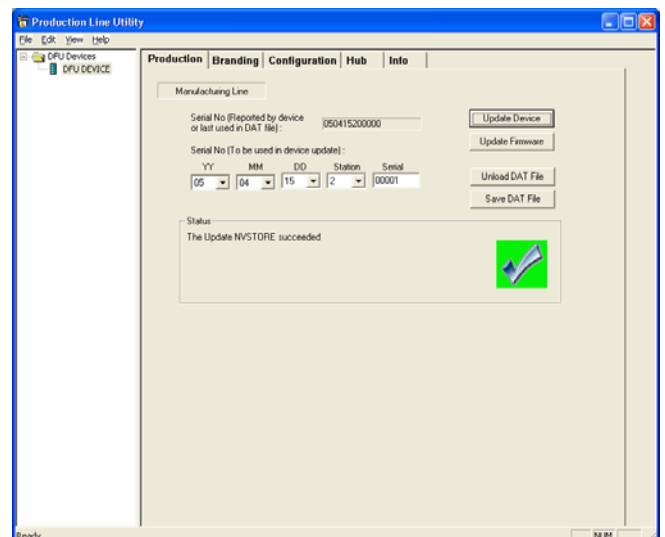 Production Line Utility
File Edit View Help
DFU Devices
DFU DEVICE
Production Branding Configuration Hub Info
Manufacturing Line
Serial No (Reported by device
or last used in DAT file) : 050415200000
Update Device
Update Firmware
Serial No (To be used in device update) :
YY MM DD Station Serial
05 04 15 2 00001
Unload DAT File
Save DAT File
Status
The Update NVSTORE succeeded
Ready NUM